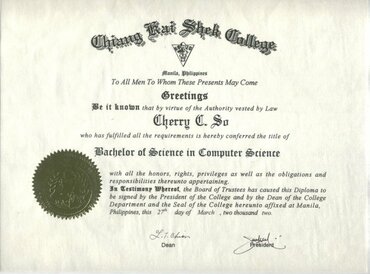 Chiang Kai Shek College
Manila, Philippines
To All Men To Whom These Presents May Come
Greetings
Be it known that by virtue of the Authority vested by Law
Cherry C. So
who has fulfilled all the requirements is hereby conferred the title of
Bachelor of Science in Computer Science
with all the honors, rights, privileges as well as the obligations and
responsibilities thereunto appertaining.
In Testimony Whereof, the Board of Trustees has caused this Diploma to
be signed by the President of the College and by the Dean of the College
Department and the Seal of the College hereunto affixed at Manila,
Philippines, this 27th day of March, two thousand two.
Dean
President